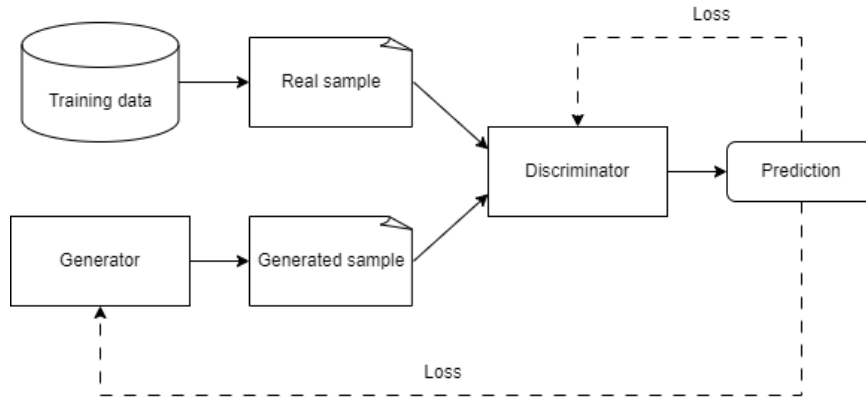 Loss
Training data
Real sample
Discriminator
Prediction
Generator
Generated sample
Loss